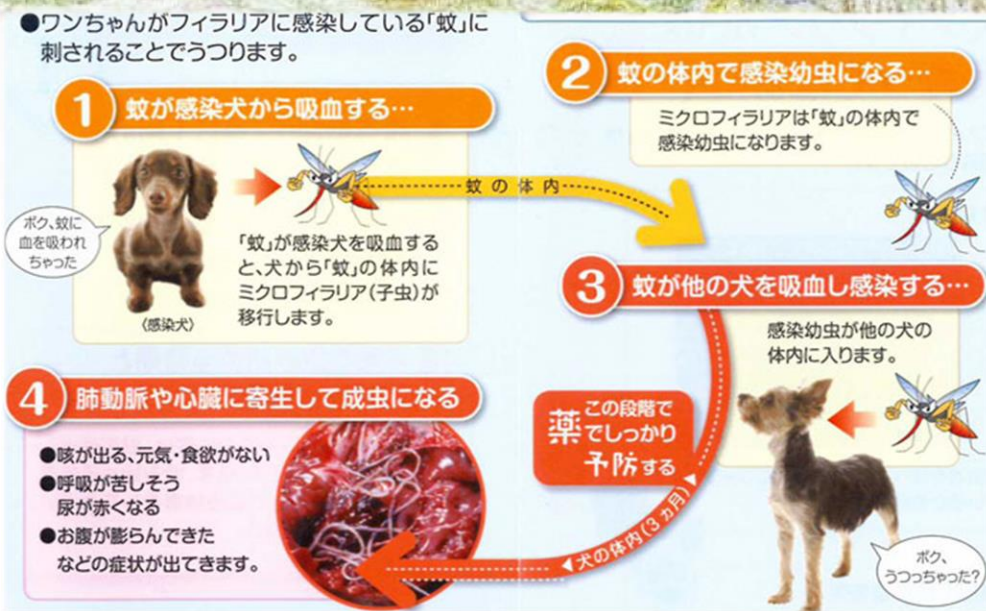 ●ワンちゃんがフィラリアに感染している「蚊」に
刺されることでうつります。
1 蚊が感染犬から吸血する…
ボク、蚊に
血を吸われ
ちゃった
〈感染犬〉
「蚊」が感染犬を吸血する
と、犬から「蚊」の体内に
ミクロフィラリア(子虫)が
移行します。
蚊の体内
2 蚊の体内で感染幼虫になる…
ミクロフィラリアは「蚊」の体内で
感染幼虫になります。
3 蚊が他の犬を吸血し感染する…
感染幼虫が他の犬の
体内に入ります。
ボク、
うつっちゃった?
この段階で
薬でしっかり
予防する
犬の体内(3ヵ月)
4 肺動脈や心臓に寄生して成虫になる
●咳が出る、元気・食欲がない
●呼吸が苦しそう
尿が赤くなる
●お腹が膨らんできた
などの症状が出てきます。